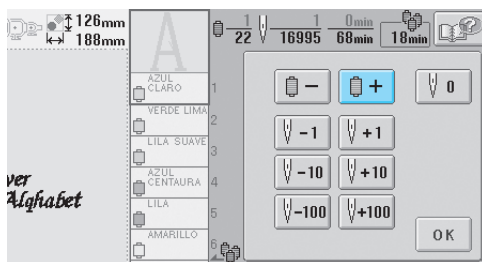 126mm
188mm
A
1
22
1
16995
0min
68min
18min
AZUL
CLARO
1
VERDE LIMA
2
LILA SUAVE
3
AZUL
CENTAURA
4
LILA
5
AMARILLO
6
ver
Alqhabet
−
+
0
-1
+1
-10
+10
-100
+100
OK